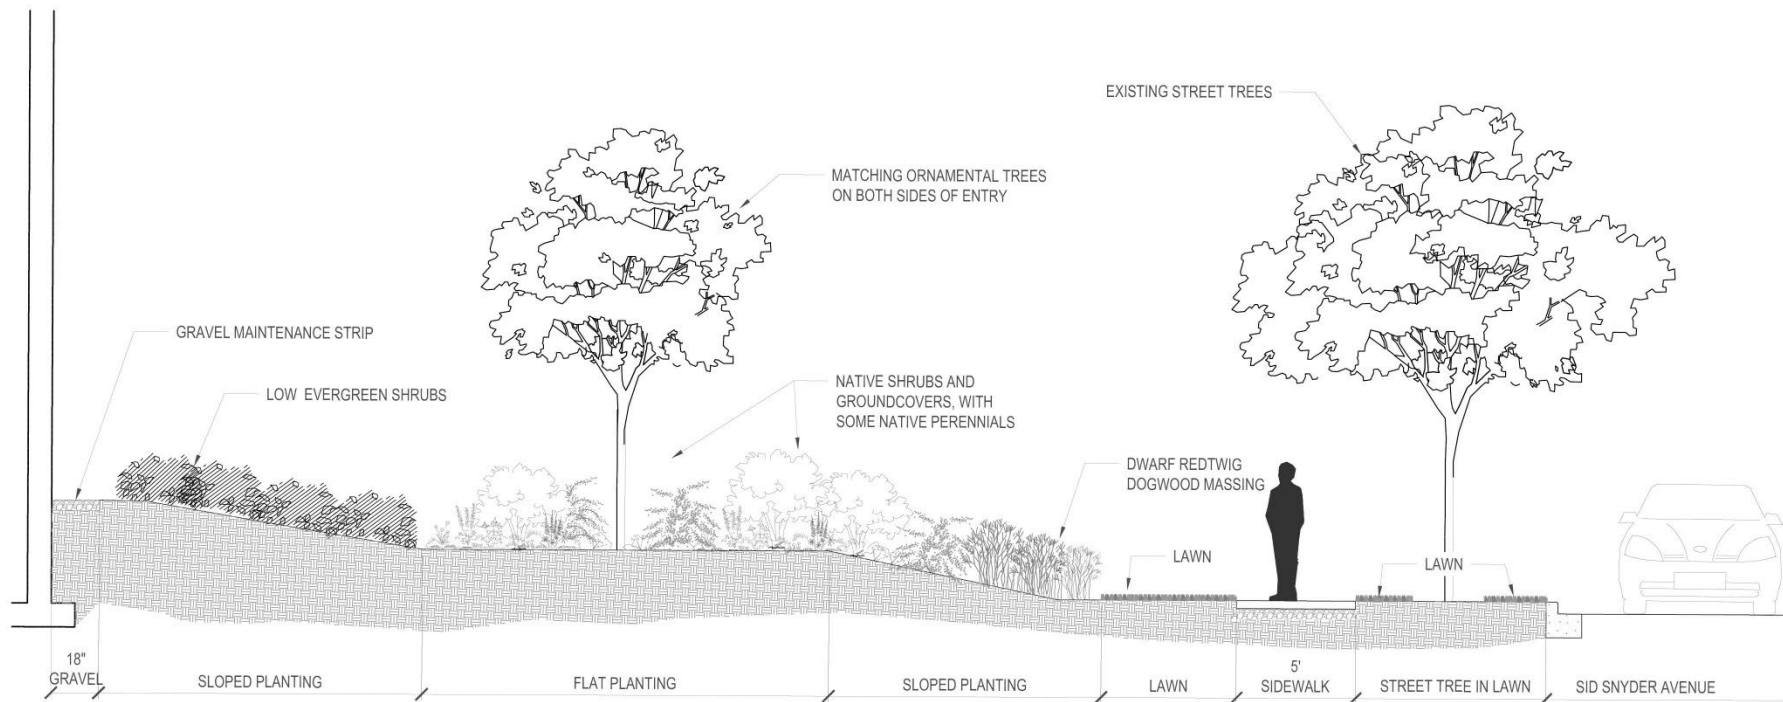 EXISTING STREET TREES
MATCHING ORNAMENTAL TREES
ON BOTH SIDES OF ENTRY
GRAVEL MAINTENANCE STRIP
LOW EVERGREEN SHRUBS
NATIVE SHRUBS AND
GROUNDCOVERS, WITH
SOME NATIVE PERENNIALS
DWARF REDTWIG
DOGWOOD MASSING
LAWN
LAWN
18"
GRAVEL
SLOPED PLANTING
FLAT PLANTING
SLOPED PLANTING
LAWN
5'
SIDEWALK
STREET TREE IN LAWN
SID SNYDER AVENUE